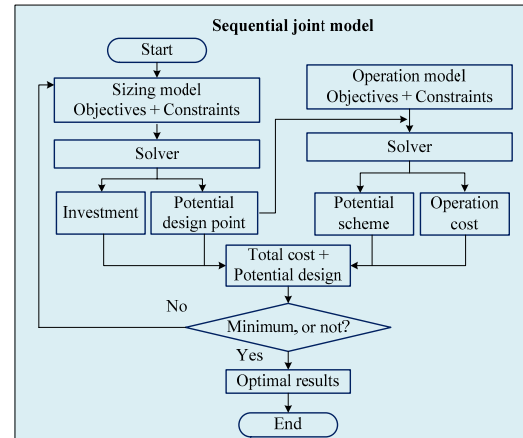 Sequential joint model
Start
Sizing model
Objectives + Constraints
Solver
Investment
Potential
design point
Operation model
Objectives + Constraints
Solver
Potential
scheme
Operation
cost
Total cost +
Potential design
No
Minimum, or not?
Yes
Optimal results
End